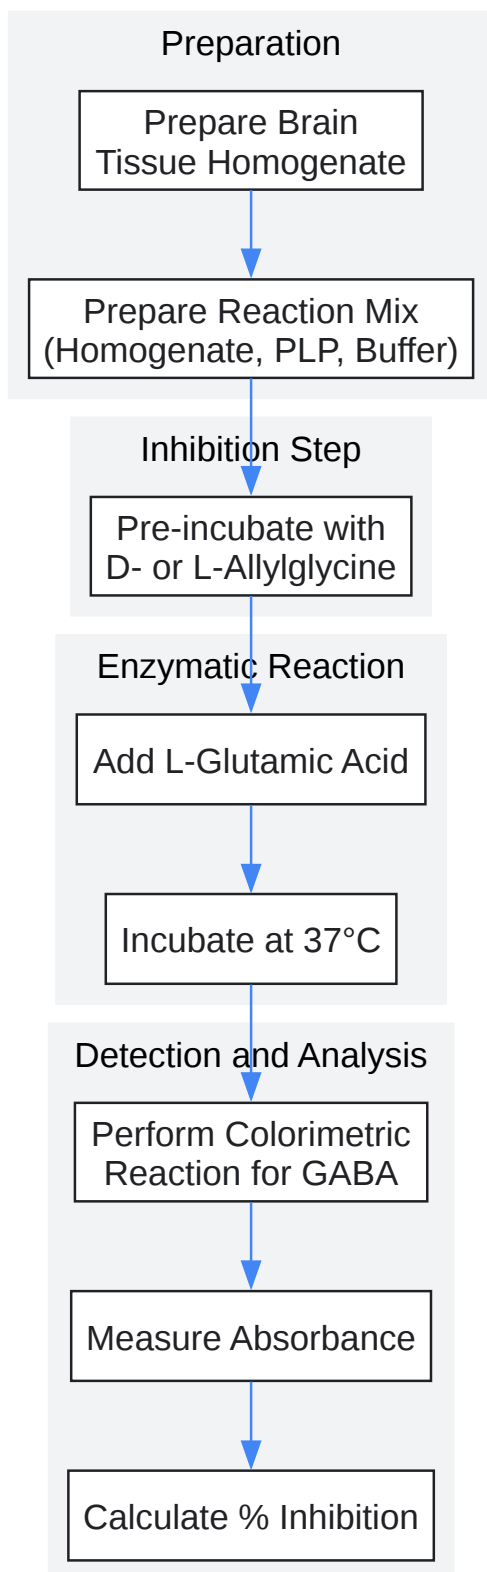 Preparation
Prepare Brain
Tissue Homogenate
Prepare Reaction Mix
(Homogenate, PLP, Buffer)
Inhibition Step
Pre-incubate with
D- or L-Allylglycine
Enzymatic Reaction
Add L-Glutamic Acid
Incubate at 37°C
Detection and Analysis
Perform Colorimetric
Reaction for GABA
Measure Absorbance
Calculate % Inhibition